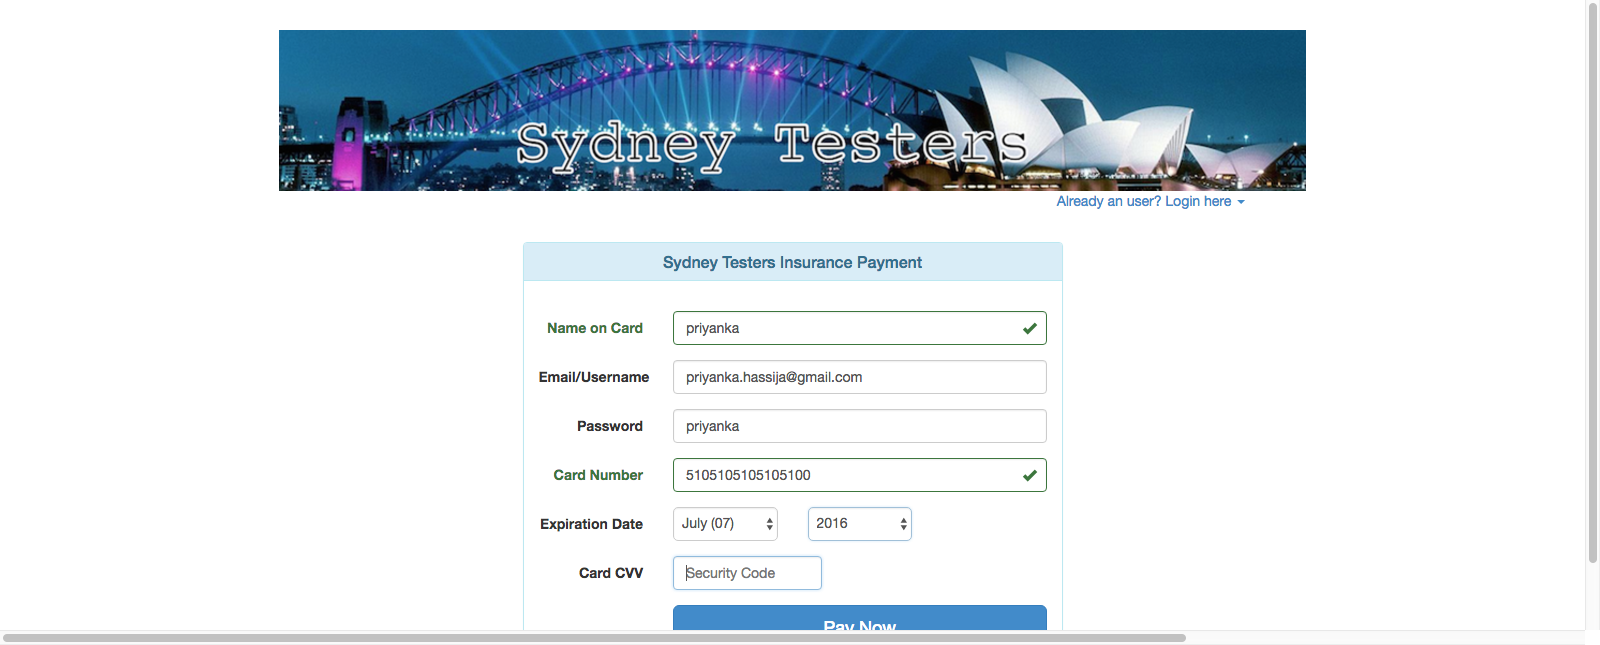 Sydney Testers
Already an user? Login here
Sydney Testers Insurance Payment
Name on Card priyanka
Email/Username priyanka.hassija@gmail.com
Password priyanka
Card Number 5105105105105100
Expiration Date July (07) 2016
Card CVV Security Code
Pay Now